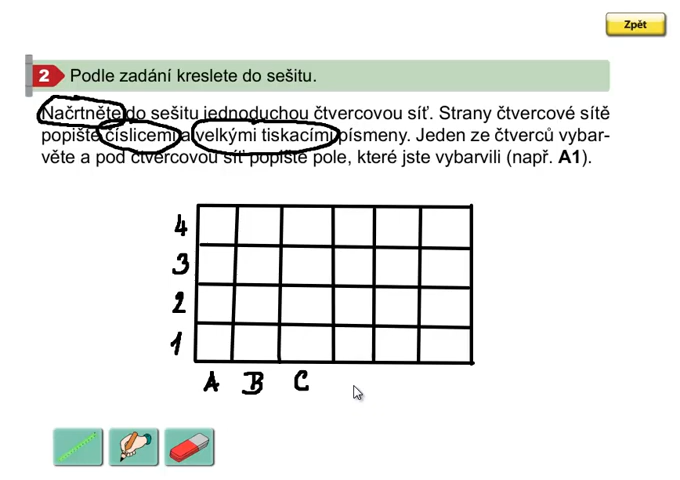 Zpět
2 Podle zadání kreslete do sešitu.
Načrtněte do sešitu jednoduchou čtvercovou síť. Strany čtvercové sítě
popište číslicemi a velkými tiskacími písmeny. Jeden ze čtverců vybar-
věte a pod čtvercovou síť popište pole, které jste vybarvili (např. A1).
4
3
2
1
A B C